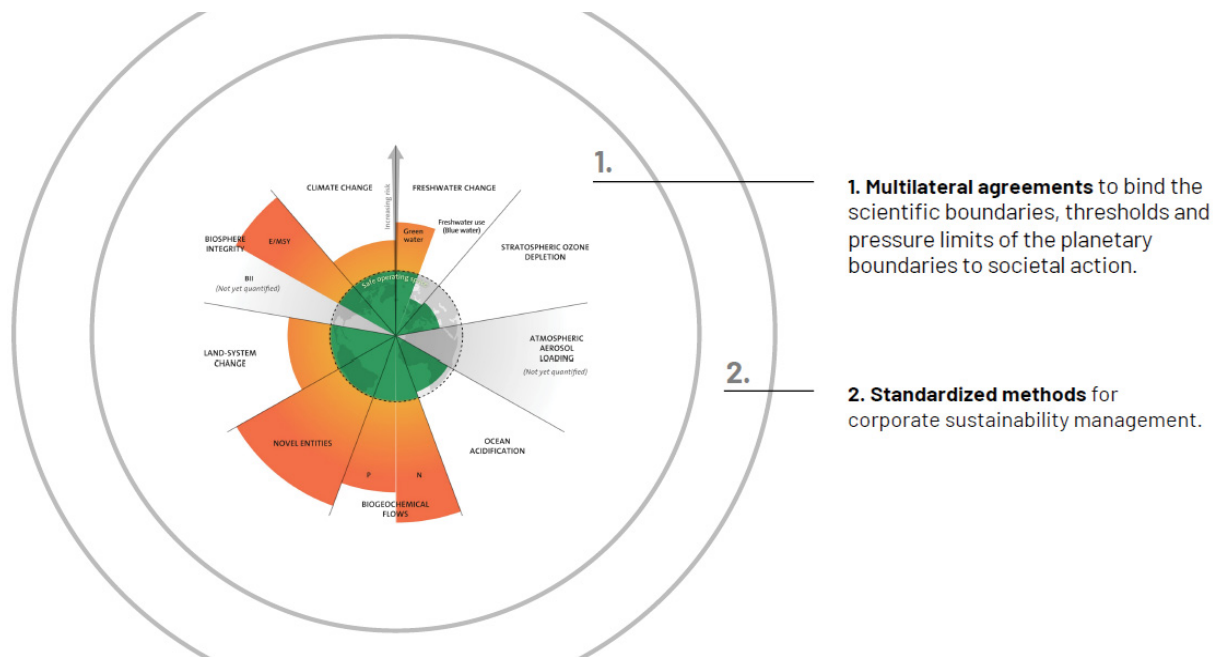 1.
CLIMATE CHANGE
FRESHWATER CHANGE
Increasing risk
Green
water
Freshwater use
(Blue water)
BIOSPHERE
INTEGRITY
E/MSY
STRATOSPHERIC OZONE
DEPLETION
BII
(Not yet quantified)
Safe operating
LAND-SYSTEM
CHANGE
ATMOSPHERIC
AEROSOL
LOADING
(Not yet quantified)
NOVEL ENTITIES
OCEAN
ACIDIFICATION
P
N
BIOGEOCHEMICAL
FLOWS
2.
1. Multilateral agreements to bind the
scientific boundaries, thresholds and
pressure limits of the planetary
boundaries to societal action.
2. Standardized methods for
corporate sustainability management.